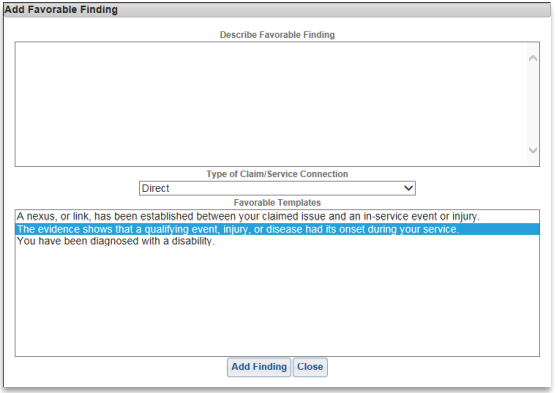 Add Favorable Finding
Describe Favorable Finding
Type of Claim/Service Connection
Direct
Favorable Templates
A nexus, or link, has been established between your claimed issue and an in-service event or injury.
The evidence shows that a qualifying event, injury, or disease had its onset during your service.
You have been diagnosed with a disability.
Add Finding Close